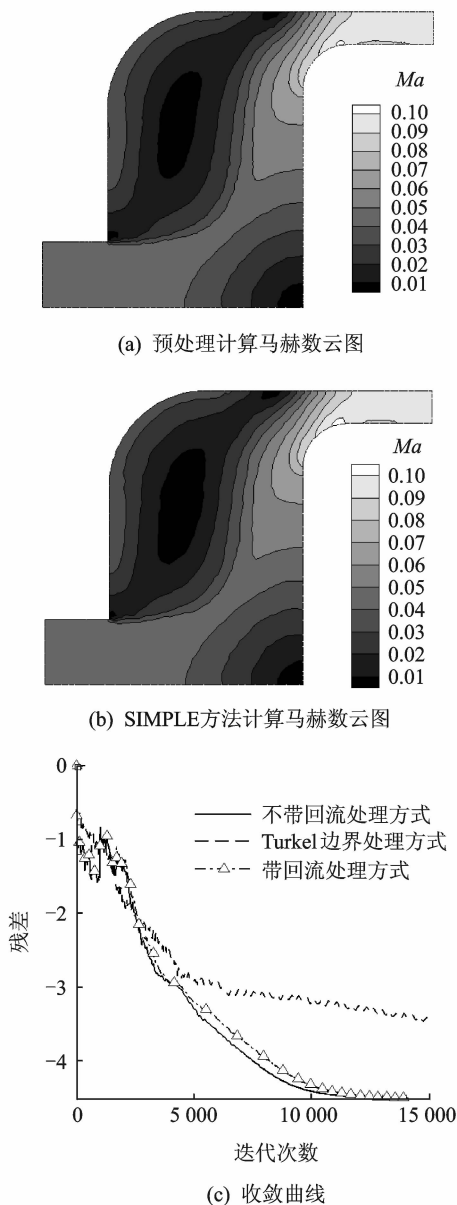 Ma
0.10
0.09
0.08
0.07
0.06
0.05
0.04
0.03
0.02
0.01
(a) 预处理计算马赫数云图
Ma
0.10
0.09
0.08
0.07
0.06
0.05
0.04
0.03
0.02
0.01
(b) SIMPLE方法计算马赫数云图
0
−1
−2
−3
−4
残差
不带回流处理方式
Turkel边界处理方式
带回流处理方式
0
5 000
10 000
15 000
迭代次数
(c) 收敛曲线